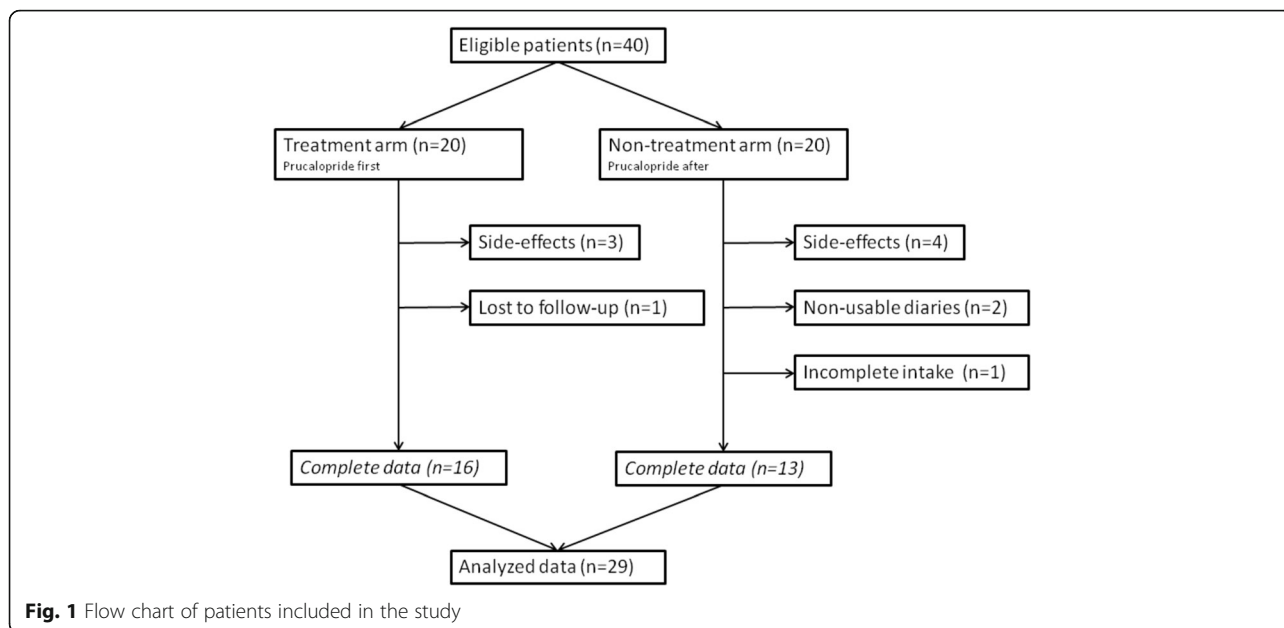 Eligible patients (n=40)
Treatment arm (n=20)
Prucalopride first
Non-treatment arm (n=20)
Prucalopride after
Side-effects (n=3)
Side-effects (n=4)
Lost to follow-up (n=1)
Non-usable diaries (n=2)
Incomplete intake (n=1)
Complete data (n=16)
Complete data (n=13)
Analyzed data (n=29)
Fig. 1 Flow chart of patients included in the study